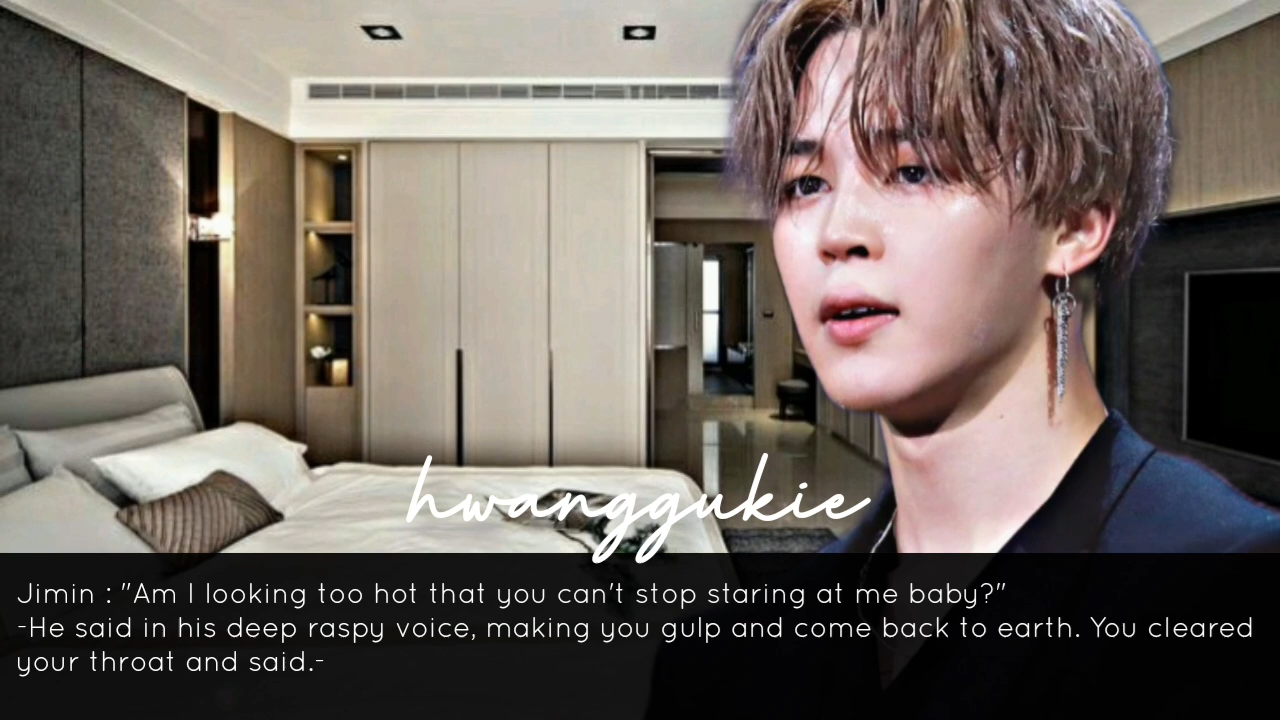 hwanggukie
Jimin : "Am I looking too hot that you can't stop staring at me baby?"
-He said in his deep raspy voice, making you gulp and come back to earth. You cleared
your throat and said.-